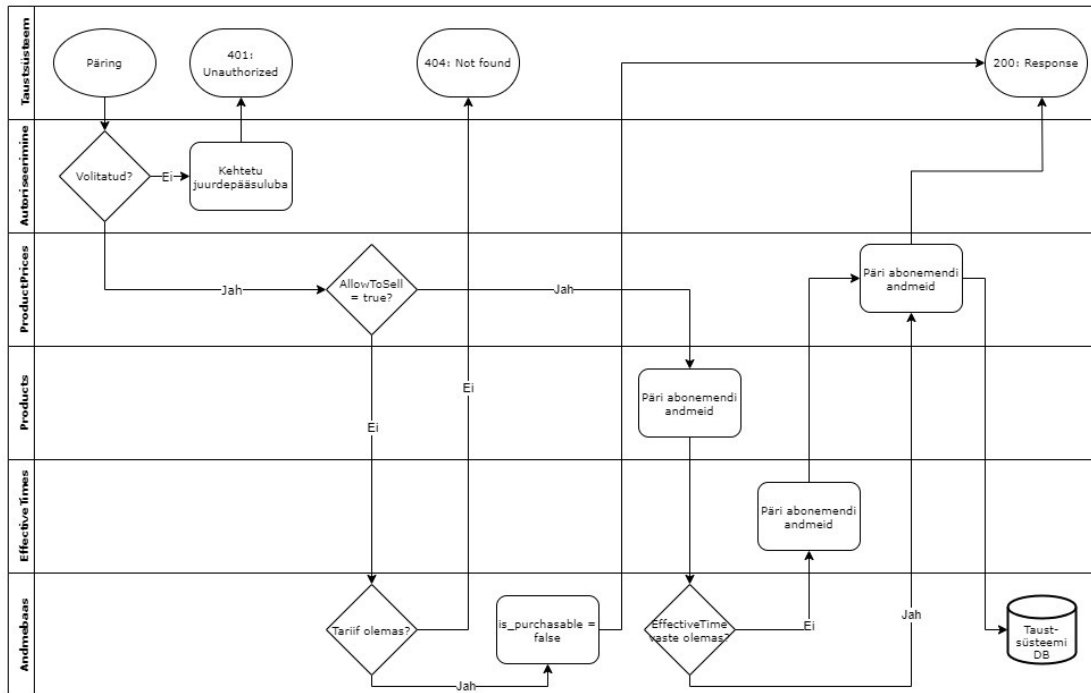 Taustsüsteem
Päring
401:
Unauthorized
404: Not found
200: Response
Autoriseerimine
Volitatud?
Ei
Kehtetu
juurdepääsuluba
ProductPrices
Jah
AllowToSell
= true?
Jah
Päri abonemendi
andmeid
Products
Ei
Ei
Päri abonemendi
andmeid
EffectiveTimes
Päri abonemendi
andmeid
Andmebaas
Tariif olemas?
Jah
is_purchasable =
false
EffectiveTime
vaste olemas?
Ei
Jah
Taust-
süsteemi
DB